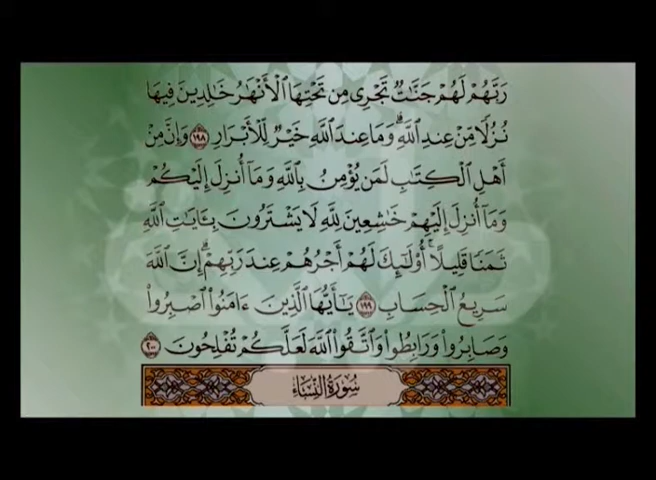 رَبَّهُمْ لَهُمْ جَنَّٰتٌ تَجْرِى مِن تَحْتِهَا ٱلْأَنْهَٰرُ خَٰلِدِينَ فِيهَا
نُزُلًا مِّنْ عِندِ ٱللَّهِ ۗ وَمَا عِندَ ٱللَّهِ خَيْرٌ لِّلْأَبْرَارِ ١٩٨ وَإِنَّ مِنْ
أَهْلِ ٱلْكِتَٰبِ لَمَن يُؤْمِنُ بِٱللَّهِ وَمَآ أُنزِلَ إِلَيْكُمْ
وَمَآ أُنزِلَ إِلَيْهِمْ خَٰشِعِينَ لِلَّهِ لَا يَشْتَرُونَ بِـَٔايَٰتِ ٱللَّهِ
ثَمَنًا قَلِيلًا ۗ أُو۟لَٰٓئِكَ لَهُمْ أَجْرُهُمْ عِندَ رَبِّهِمْ ۗ إِنَّ ٱللَّهَ
سَرِيعُ ٱلْحِسَابِ ١٩٩ يَٰٓأَيُّهَا ٱلَّذِينَ ءَامَنُوا۟ ٱصْبِرُوا۟
وَصَابِرُوا۟ وَرَابِطُوا۟ وَٱتَّقُوا۟ ٱللَّهَ لَعَلَّكُمْ تُفْلِحُونَ ٢٠٠
سُورَةُ النِّسَاءِ